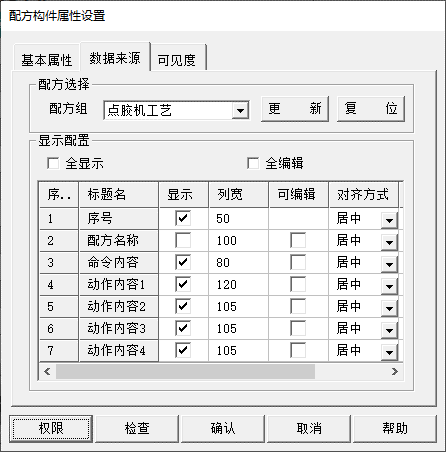 配方构件属性设置
基本属性 数据来源 可见度
配方选择
配方组 点胶机工艺 更 新 复 位
显示配置
全显示 全编辑
序.. 标题名 显示 列宽 可编辑 对齐方式
1 序号 50 居中
2 配方名称 100 居中
3 命令内容 80 居中
4 动作内容1 120 居中
5 动作内容2 105 居中
6 动作内容3 105 居中
7 动作内容4 105 居中
权限 检查 确认 取消 帮助